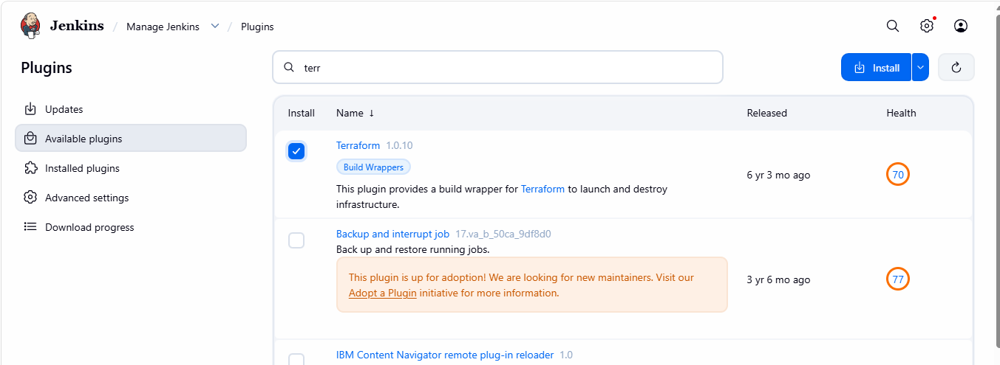 Jenkins / Manage Jenkins / Plugins
Plugins
terr
Install
Updates
Available plugins
Installed plugins
Advanced settings
Download progress
Install Name ↓ Released Health
Terraform 1.0.10
Build Wrappers
This plugin provides a build wrapper for Terraform to launch and destroy
infrastructure.
6 yr 3 mo ago
70
Backup and interrupt job 17.va_b_50ca_9df8d0
Back up and restore running jobs.
This plugin is up for adoption! We are looking for new maintainers. Visit our
Adopt a Plugin initiative for more information.
3 yr 6 mo ago
77
IBM Content Navigator remote plug-in reloader 1.0